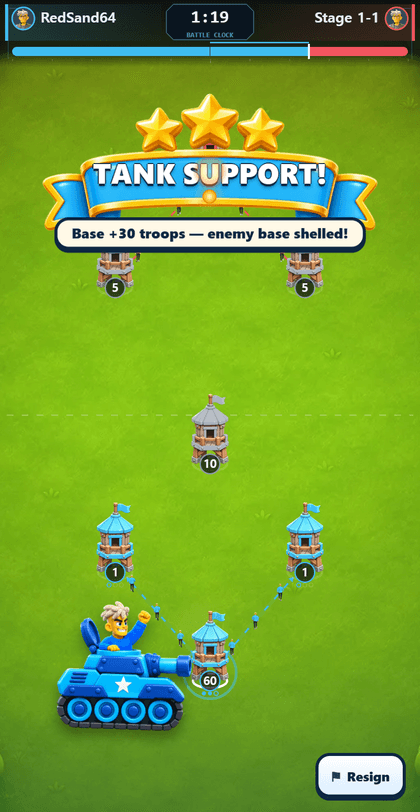 RedSand64
1:19
BATTLE CLOCK
Stage 1-1
TANK SUPPORT!
Base +30 troops — enemy base shelled!
5
5
10
1
1
60
Resign